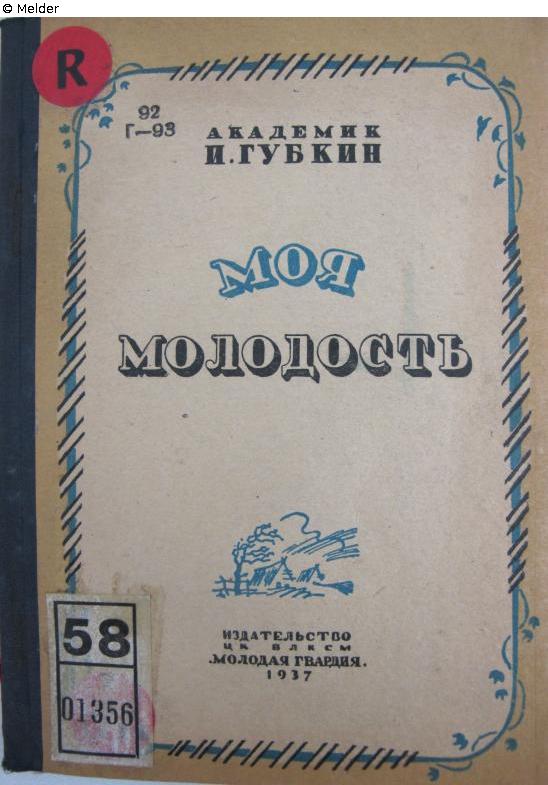 © Melder
R
92
Г—93
АКАДЕМИК
И. ГУБКИН
МОЯ
МОЛОДОСТЬ
ИЗДАТЕЛЬСТВО
ЦК ВЛКСМ
„МОЛОДАЯ ГВАРДИЯ„
1937
58
01356